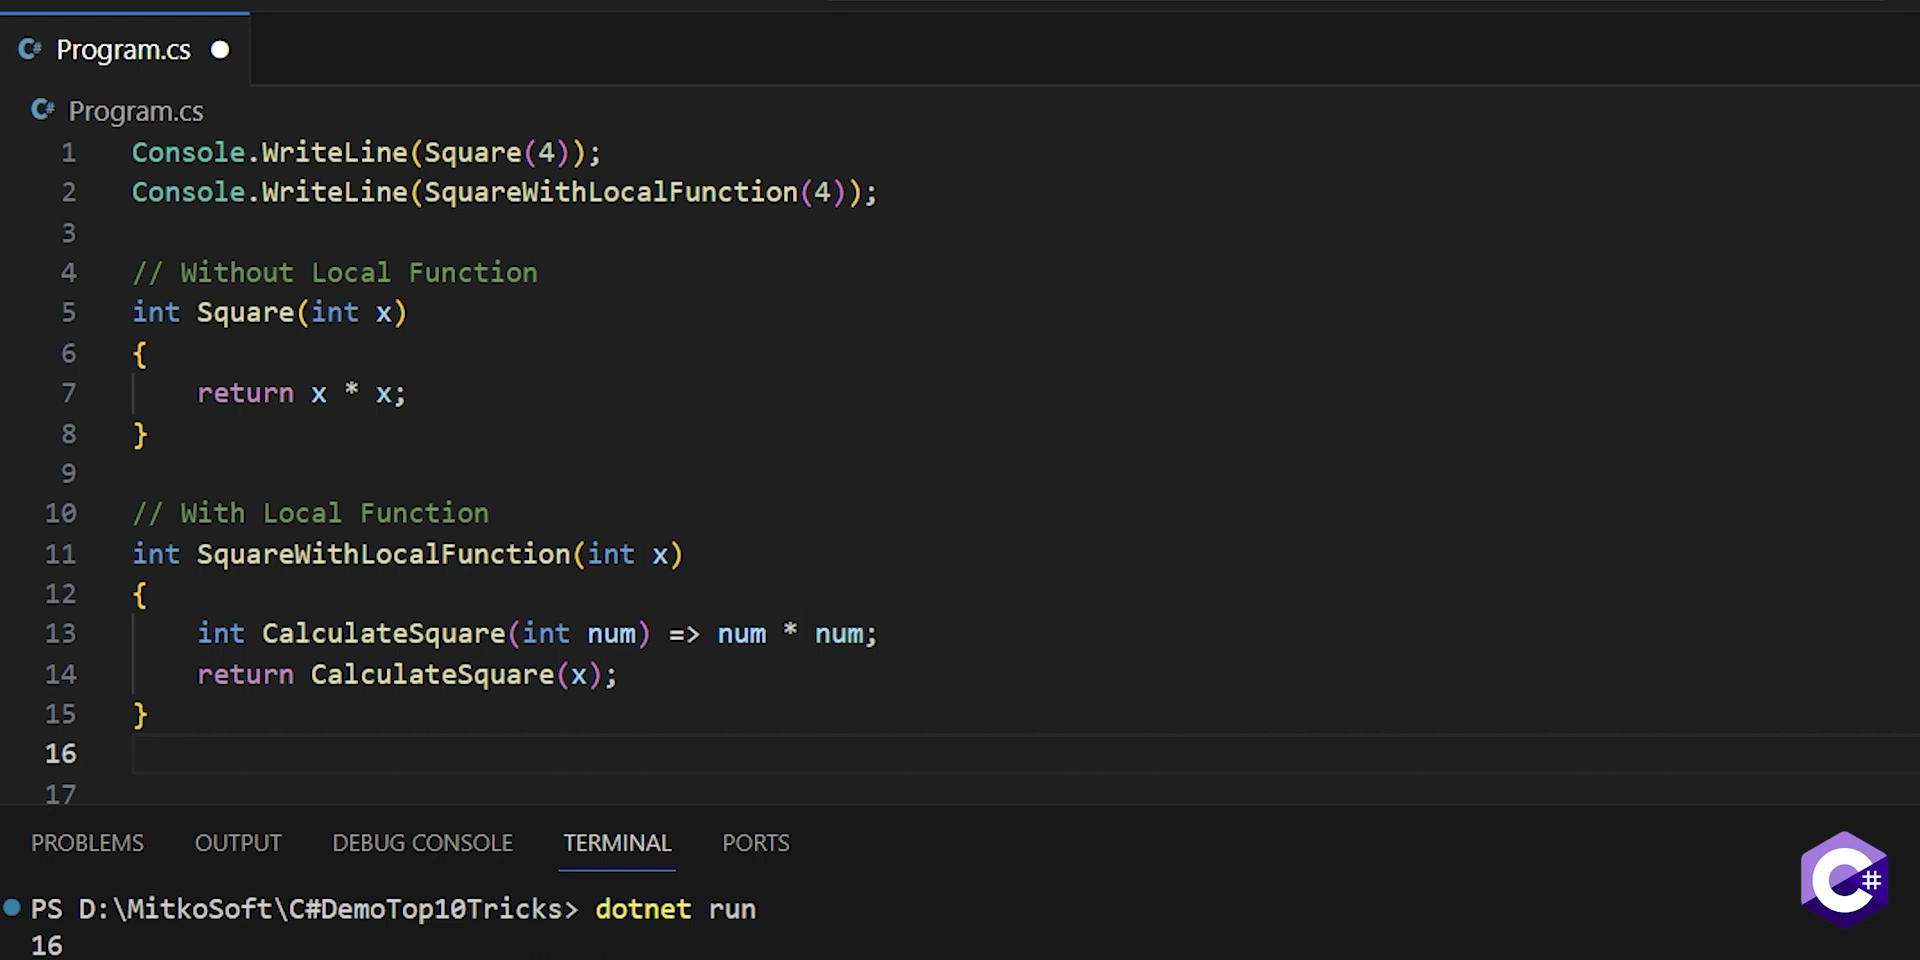 C# Program.cs
C# Program.cs
1 Console.WriteLine(Square(4));
2 Console.WriteLine(SquareWithLocalFunction(4));
3
4 // Without Local Function
5 int Square(int x)
6 {
7     return x * x;
8 }
9
10 // With Local Function
11 int SquareWithLocalFunction(int x)
12 {
13     int CalculateSquare(int num) => num * num;
14     return CalculateSquare(x);
15 }
16
17
PROBLEMS OUTPUT DEBUG CONSOLE TERMINAL PORTS
PS D:\MitkoSoft\C#DemoTop10Tricks> dotnet run
16
C#